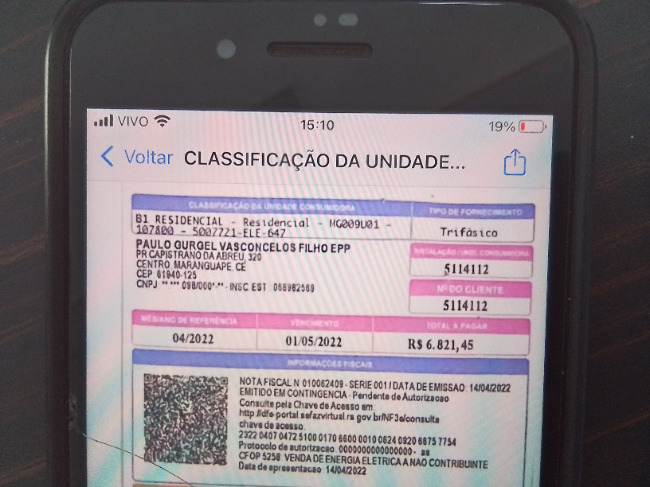 VIVO
15:10
19%
Voltar
CLASSIFICAÇÃO DA UNIDADE...
CLASSIFICAÇÃO DA UNIDADE CONSUMIDORA
TIPO DE FORNECIMENTO
B1 RESIDENCIAL - Residencial - MG009U01 -
107800 - 5007721-ELE-647
Trifásico
PAULO GURGEL VASCONCELOS FILHO EPP
PR CAPISTRANO DA ABREU, 320
CENTRO, MARANGUAPE, CE
CEP 61940-125
CNPJ ** *** 098/000*-** - INSC EST : 068982569
INSTALAÇÃO / UNID. CONSUMIDORA
5114112
Nº DO CLIENTE
5114112
MÊS/ANO DE REFERÊNCIA
VENCIMENTO
TOTAL A PAGAR
04/2022
01/05/2022
R$ 6.821,45
INFORMAÇÕES FISCAIS
NOTA FISCAL N 010062409 - SERIE 001 / DATA DE EMISSAO: 14/04/2022
EMITIDO EM CONTINGENCIA - Pendente de Autorizacao
Consulte pela Chave de Acesso em
http://dfe-portal.sefazvirtual.rs.gov.br/NF3e/consulta
chave de acesso:
2322 0407 0472 5100 0170 6600 1010 0624 0920 6675 7754
Protocolo de autorizacao: 0000000000000000 - as
CFOP 5258: VENDA DE ENERGIA ELETRICA A NAO CONTRIBUINTE
Data de apresentacao: 14/04/2022